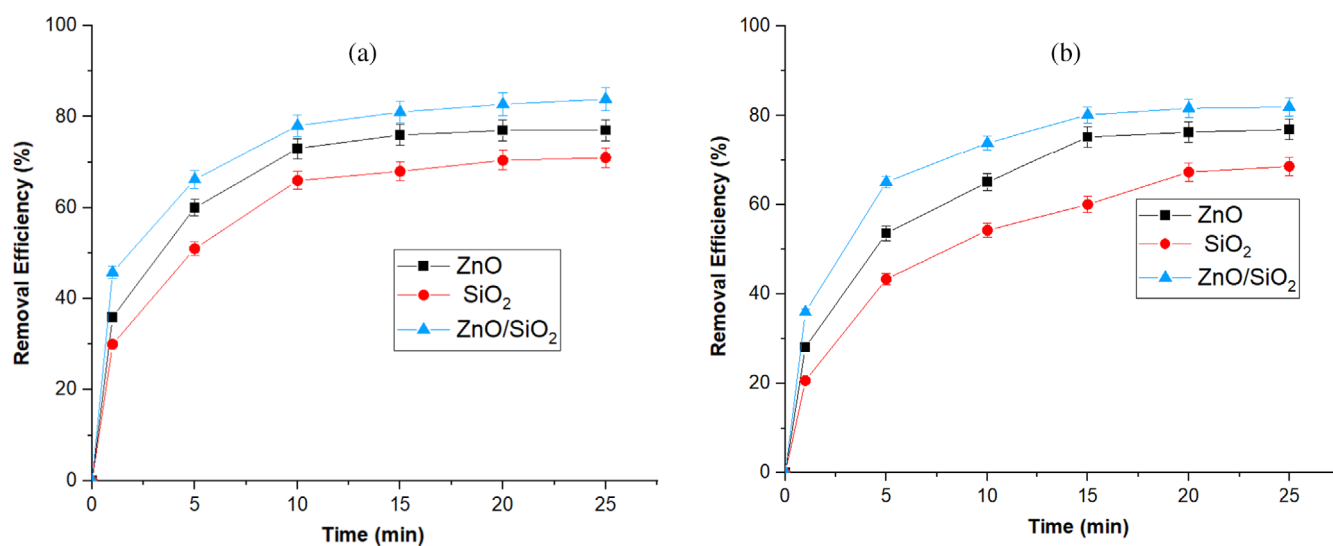 (a)
Removal Efficiency (%)
100
80
60
40
20
0
ZnO
SiO₂
ZnO/SiO₂
0 5 10 15 20 25
Time (min)
(b)
Removal Efficiency (%)
100
80
60
40
20
0
ZnO
SiO₂
ZnO/SiO₂
0 5 10 15 20 25
Time (min)